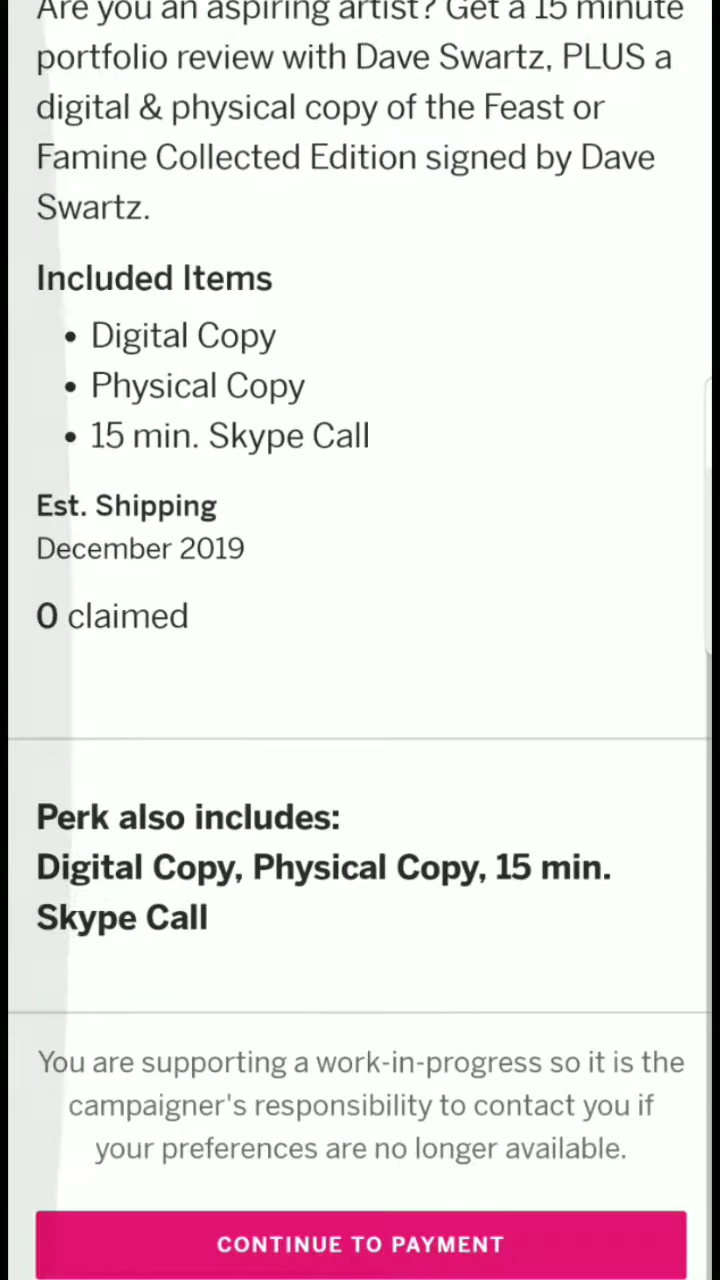 Are you an aspiring artist? Get a 15 minute
portfolio review with Dave Swartz, PLUS a
digital & physical copy of the Feast or
Famine Collected Edition signed by Dave
Swartz.
Included Items
• Digital Copy
• Physical Copy
• 15 min. Skype Call
Est. Shipping
December 2019
0 claimed
Perk also includes:
Digital Copy, Physical Copy, 15 min.
Skype Call
You are supporting a work-in-progress so it is the
campaigner's responsibility to contact you if
your preferences are no longer available.
CONTINUE TO PAYMENT